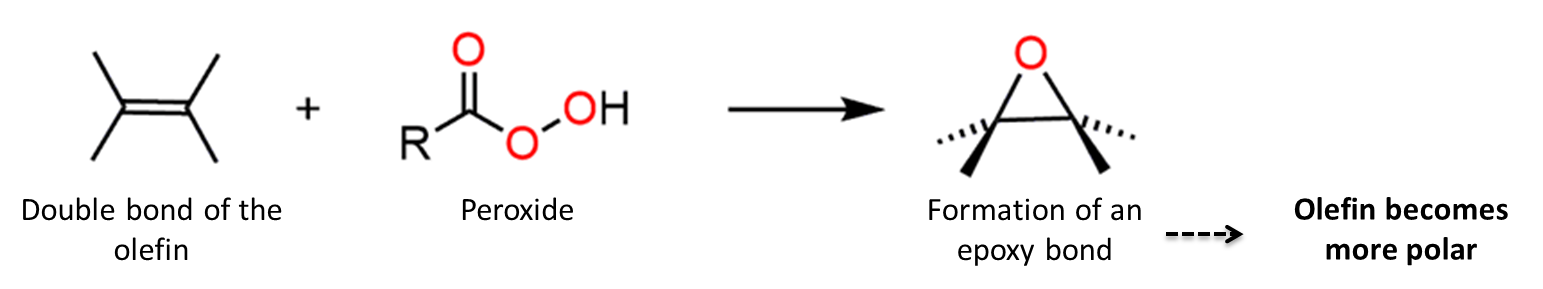 O
O
+
R
O
OH
O
Double bond of the
olefin
Peroxide
Formation of an
epoxy bond
Olefin becomes
more polar